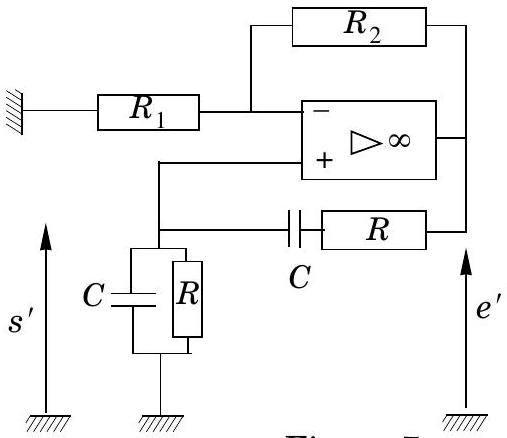 R₂
R₁
−
▷∞
+
R
C
C
R
s'
e'